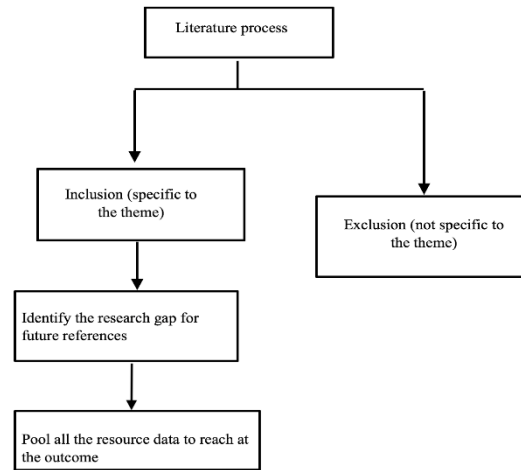 Literature process
Inclusion (specific to
the theme)
Exclusion (not specific to
the theme)
Identify the research gap for
future references
Pool all the resource data to reach at
the outcome